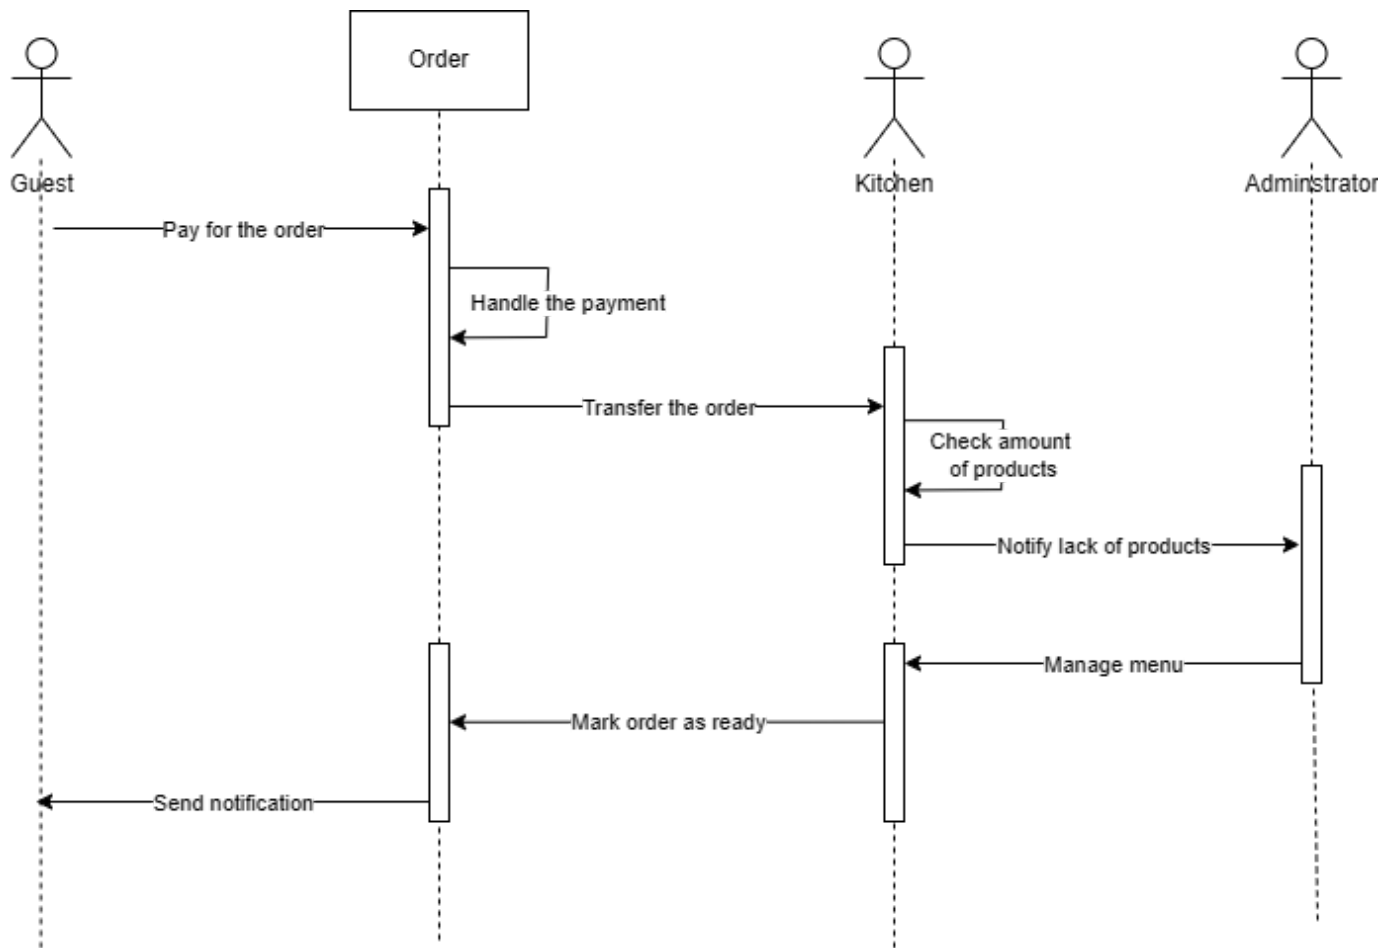 Order
Guest
Kitchen
Adminstrator
Pay for the order
Handle the payment
Transfer the order
Check amount
of products
Notify lack of products
Manage menu
Mark order as ready
Send notification